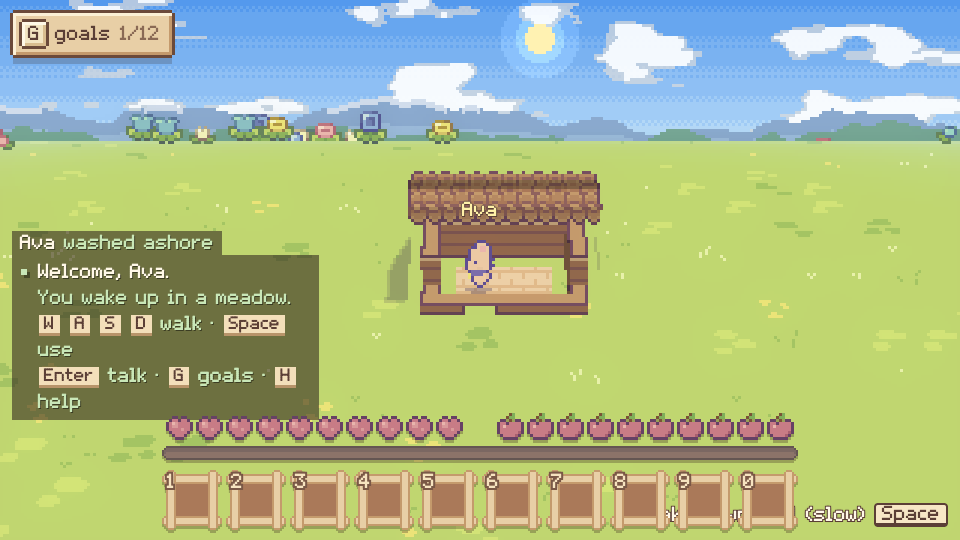 G goals 1/12
Ava
Ava washed ashore
Welcome, Ava.
You wake up in a meadow.
W A S D walk · Space
use
Enter talk · G goals · H
help
1 2 3 4 5 6 7 8 9 0
(slow) Space